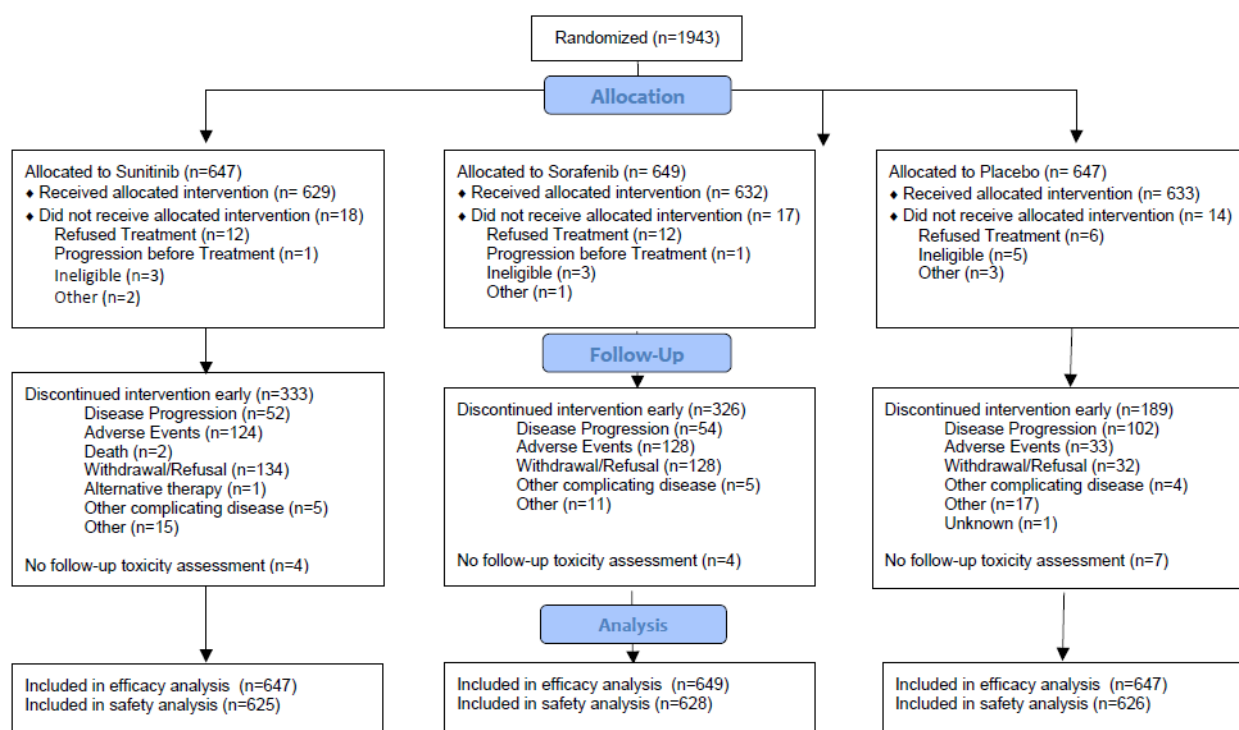 Randomized (n=1943)
Allocation
Allocated to Sunitinib (n=647)
♦ Received allocated intervention (n= 629)
♦ Did not receive allocated intervention (n=18)
Refused Treatment (n=12)
Progression before Treatment (n=1)
Ineligible (n=3)
Other (n=2)
Allocated to Sorafenib (n= 649)
♦ Received allocated intervention (n= 632)
♦ Did not receive allocated intervention (n= 17)
Refused Treatment (n=12)
Progression before Treatment (n=1)
Ineligible (n=3)
Other (n=1)
Allocated to Placebo (n= 647)
♦ Received allocated intervention (n= 633)
♦ Did not receive allocated intervention (n= 14)
Refused Treatment (n=6)
Ineligible (n=5)
Other (n=3)
Follow-Up
Discontinued intervention early (n=333)
Disease Progression (n=52)
Adverse Events (n=124)
Death (n=2)
Withdrawal/Refusal (n=134)
Alternative therapy (n=1)
Other complicating disease (n=5)
Other (n=15)
No follow-up toxicity assessment (n=4)
Discontinued intervention early (n=326)
Disease Progression (n=54)
Adverse Events (n=128)
Withdrawal/Refusal (n=128)
Other complicating disease (n=5)
Other (n=11)
No follow-up toxicity assessment (n=4)
Discontinued intervention early (n=189)
Disease Progression (n=102)
Adverse Events (n=33)
Withdrawal/Refusal (n=32)
Other complicating disease (n=4)
Other (n=17)
Unknown (n=1)
No follow-up toxicity assessment (n=7)
Analysis
Included in efficacy analysis (n=647)
Included in safety analysis (n=625)
Included in efficacy analysis (n=649)
Included in safety analysis (n=628)
Included in efficacy analysis (n=647)
Included in safety analysis (n=626)